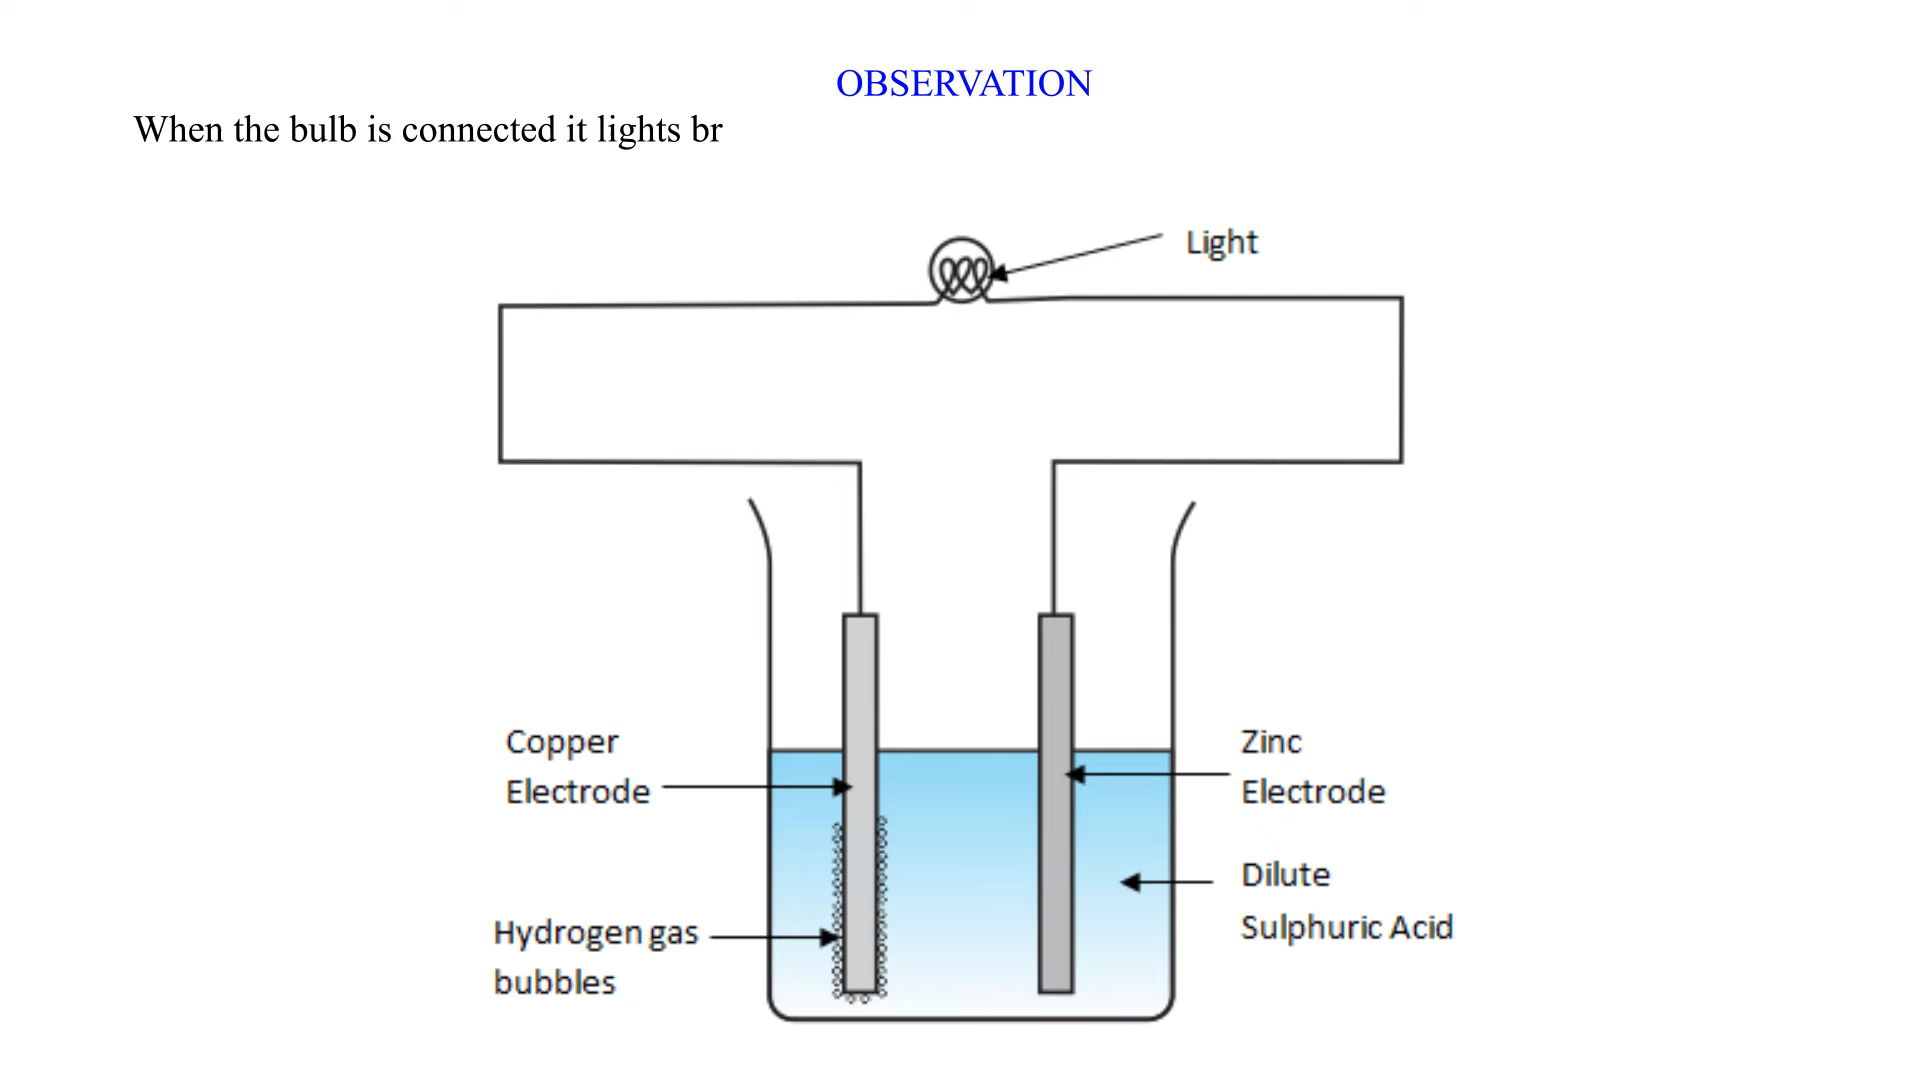 OBSERVATION
When the bulb is connected it lights br
Light
Copper
Electrode
Zinc
Electrode
Dilute
Sulphuric Acid
Hydrogen gas
bubbles